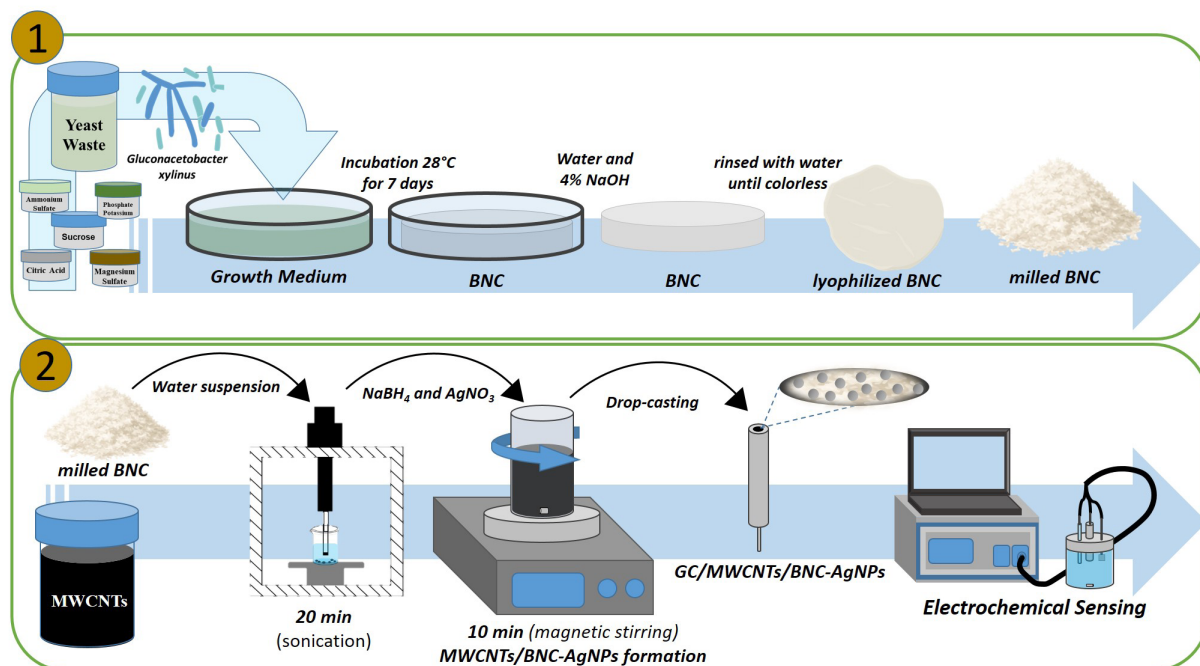 1
Yeast
Waste
Gluconacetobacter
xylinus
Ammonium
Sulfate
Phosphate
Potassium
Sucrose
Citric Acid
Magnesium
Sulfate
Incubation 28°C
for 7 days
Water and
4% NaOH
rinsed with water
until colorless
Growth Medium
BNC
BNC
lyophilized BNC
milled BNC
2
Water suspension
NaBH₄ and AgNO₃
Drop-casting
milled BNC
MWCNTs
20 min
(sonication)
10 min (magnetic stirring)
MWCNTs/BNC-AgNPs formation
GC/MWCNTs/BNC-AgNPs
Electrochemical Sensing